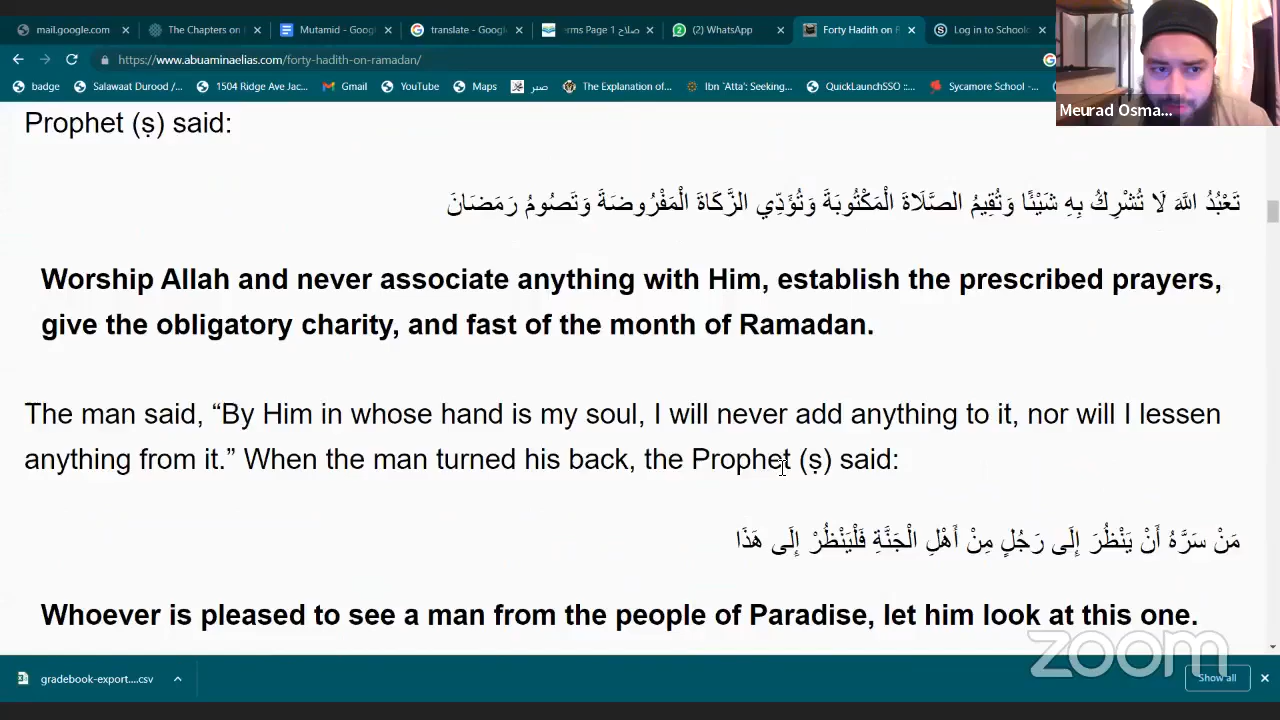 mail.google.com
The Chapters on
Mutamid - Goog
translate - Google
erms Page 1 صلاح
(2) WhatsApp
Forty Hadith on R
Log in to Schoolo
https://www.abuaminaelias.com/forty-hadith-on-ramadan/
badge
Salawaat Durood /...
1504 Ridge Ave Jac...
Gmail
YouTube
Maps
صبر
The Explanation of...
Ibn 'Atta': Seeking...
QuickLaunchSSO ::...
Sycamore School -...
Meurad Osma...
Prophet (ṣ) said:
تَعْبُدُ اللَّهَ لَا تُشْرِكُ بِهِ شَيْئًا وَتُقِيمُ الصَّلَاةَ الْمَكْتُوبَةَ وَتُؤَدِّي الزَّكَاةَ الْمَفْرُوضَةَ وَتَصُومُ رَمَضَانَ
Worship Allah and never associate anything with Him, establish the prescribed prayers,
give the obligatory charity, and fast of the month of Ramadan.
The man said, “By Him in whose hand is my soul, I will never add anything to it, nor will I lessen
anything from it.” When the man turned his back, the Prophet (ṣ) said:
مَنْ سَرَّهُ أَنْ يَنْظُرَ إِلَى رَجُلٍ مِنْ أَهْلِ الْجَنَّةِ فَلْيَنْظُرْ إِلَى هَذَا
Whoever is pleased to see a man from the people of Paradise, let him look at this one.
zoom
gradebook-export....csv
Show all